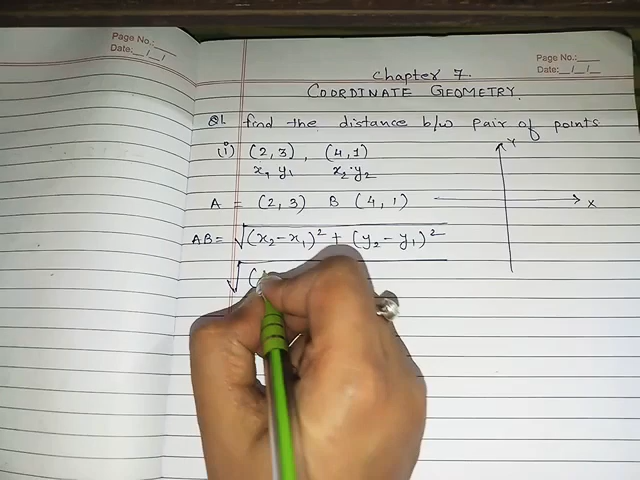 Page No.:
Date: / /
Page No.:
Date: / /
Chapter 7.
COORDINATE GEOMETRY.
Q1. find the distance b/w pair of points
(i) (2,3), (4,1)
x₁ y₁ x₂ y₂
A = (2,3) B (4,1)
AB = √(x₂-x₁)² + (y₂-y₁)²
√(
Y
X